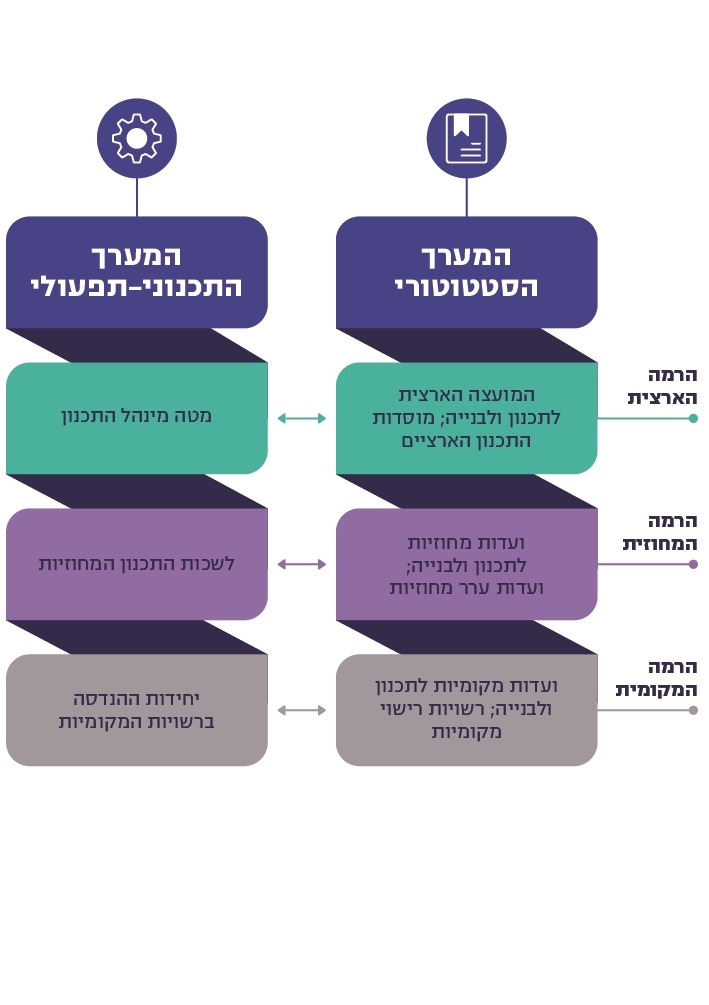 המערך
הסטטוטורי
המערך
התכנוני-תפעולי
הרמה
הארצית
המועצה הארצית
לתכנון ולבנייה; מוסדות
התכנון הארציים
מטה מינהל התכנון
הרמה
המחוזית
ועדות מחוזיות
לתכנון ולבנייה;
ועדות ערר מחוזיות
לשכות התכנון המחוזיות
הרמה
המקומית
ועדות מקומיות לתכנון
ולבנייה; רשויות רישוי
מקומיות
יחידות ההנדסה
ברשויות המקומיות